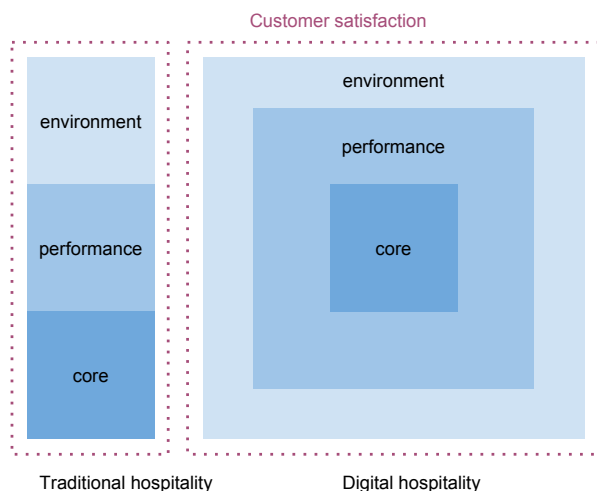 Customer satisfaction
environment
performance
core
environment
performance
core
Traditional hospitality
Digital hospitality